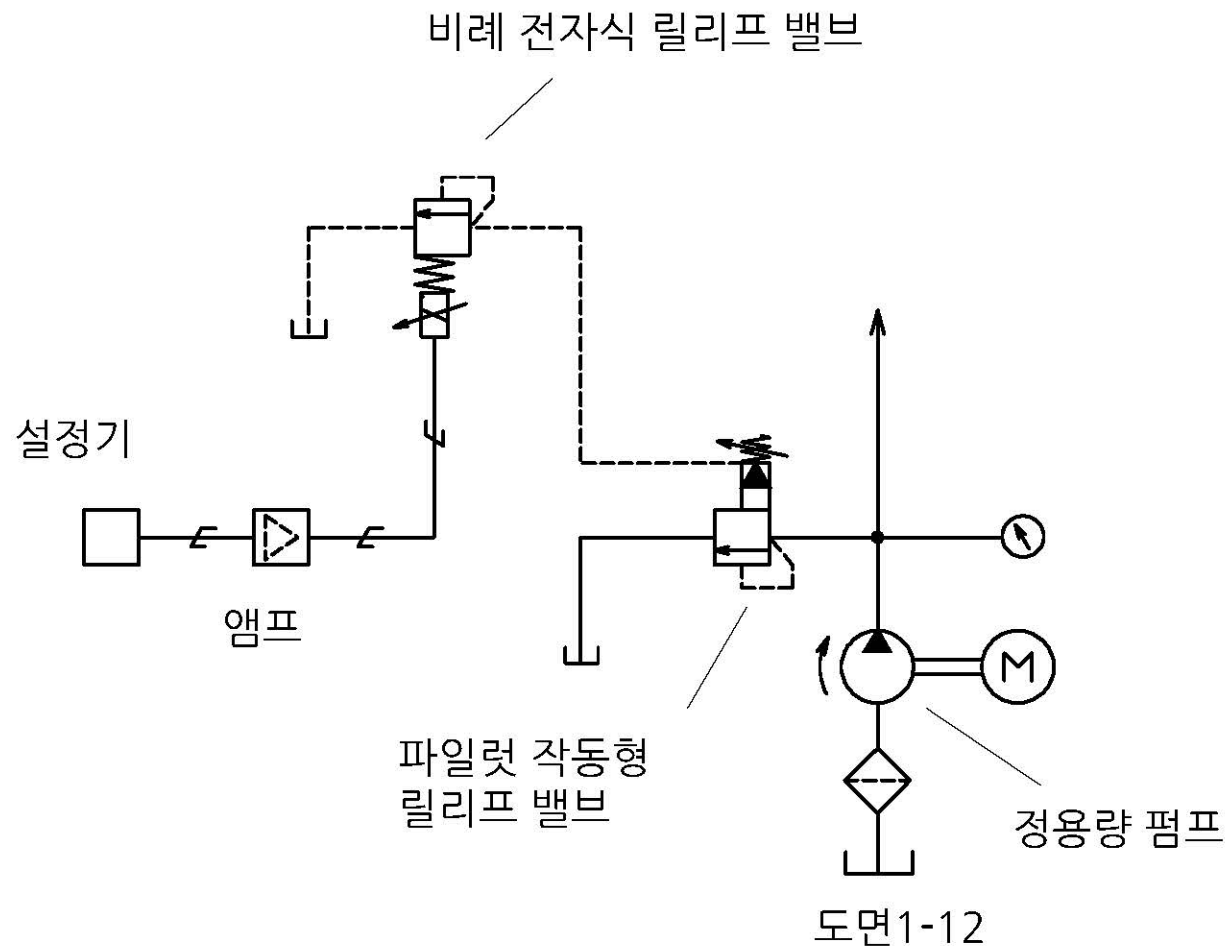 비례 전자식 릴리프 밸브
설정기
앰프
M
파일럿 작동형
릴리프 밸브
정용량 펌프
도면1-12